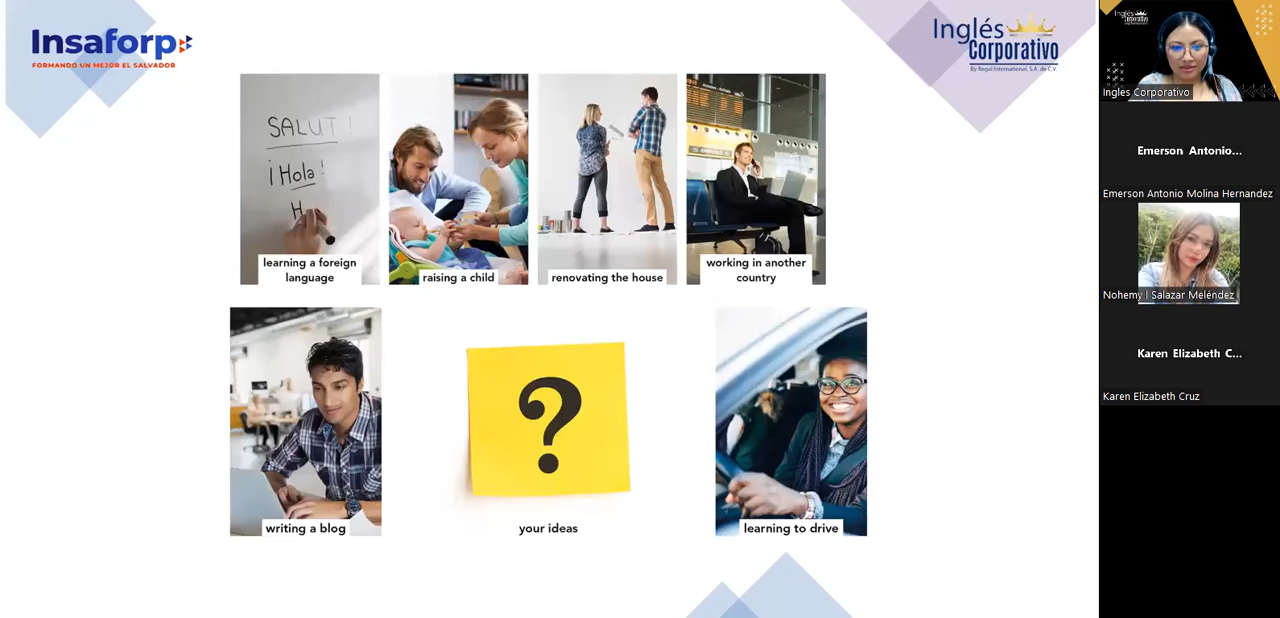 Insaforp
FORMANDO UN MEJOR EL SALVADOR
Inglés
Corporativo
By Regal International, S.A. de C.V.
SALUT!
¡Hola!
H
learning a foreign
language
raising a child
renovating the house
working in another
country
writing a blog
?
your ideas
learning to drive
Inglés
Corporativo
Ingles Corporativo
Emerson Antonio...
Emerson Antonio Molina Hernandez
Nohemy I Salazar Meléndez
Karen Elizabeth C...
Karen Elizabeth Cruz